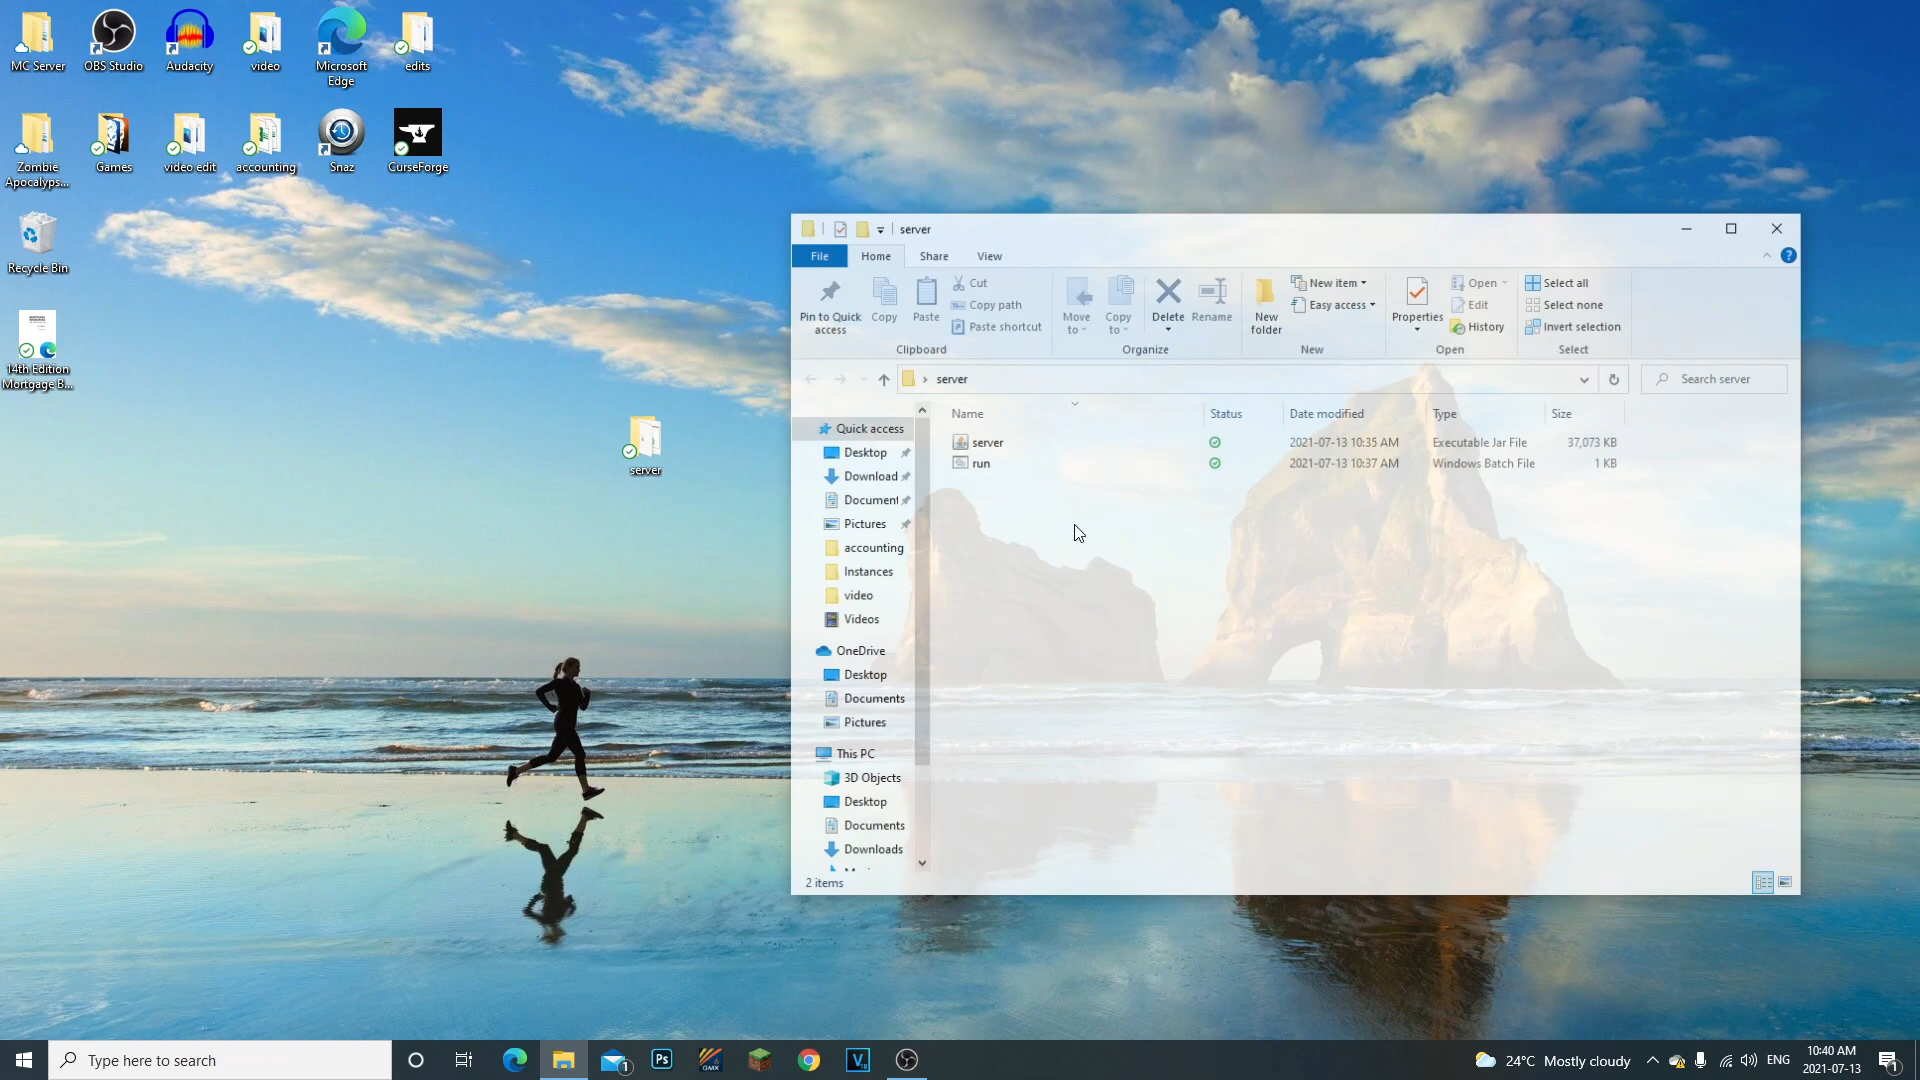 MC Server
OBS Studio
Audacity
video
Microsoft
Edge
edits
Zombie
Apocalyps...
Games
video edit
accounting
Snaz
CurseForge
Recycle Bin
14th Edition
Mortgage B...
server
server
File
Home
Share
View
Pin to Quick
access
Copy
Paste
Cut
Copy path
Paste shortcut
Clipboard
Move
to
Copy
to
Delete
Rename
Organize
New
folder
New item
Easy access
New
Properties
Open
Edit
History
Open
Select all
Select none
Invert selection
Select
server
Search server
Name
Status
Date modified
Type
Size
server
2021-07-13 10:35 AM
Executable Jar File
37,073 KB
run
2021-07-13 10:37 AM
Windows Batch File
1 KB
Quick access
Desktop
Download
Document
Pictures
accounting
Instances
video
Videos
OneDrive
Desktop
Documents
Pictures
This PC
3D Objects
Desktop
Documents
Downloads
2 items
Type here to search
1
Ps
GMX
V
18
24°C Mostly cloudy
ENG
10:40 AM
2021-07-13
1